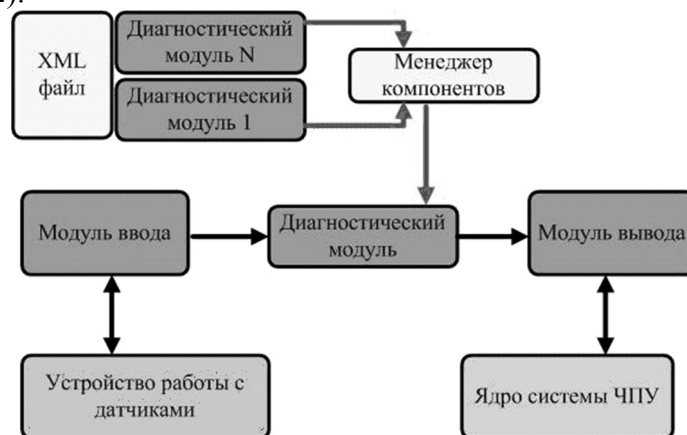 XML
файл
Диагностический
модуль N
Диагностический
модуль 1
Менеджер
компонентов
Модуль ввода
Диагностический
модуль
Модуль вывода
Устройство работы с
датчиками
Ядро системы ЧПУ